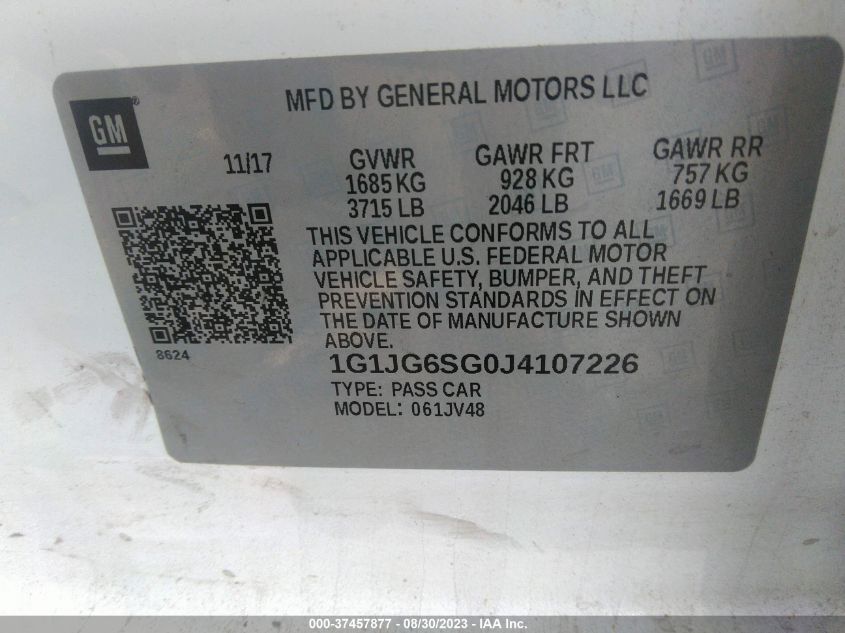 MFD BY GENERAL MOTORS LLC
GM
11/17 GVWR GAWR FRT GAWR RR
1685 KG 928 KG 757 KG
3715 LB 2046 LB 1669 LB
THIS VEHICLE CONFORMS TO ALL
APPLICABLE U.S. FEDERAL MOTOR
VEHICLE SAFETY, BUMPER, AND THEFT
PREVENTION STANDARDS IN EFFECT ON
THE DATE OF MANUFACTURE SHOWN
ABOVE.
8624
1G1JG6SG0J4107226
TYPE: PASS CAR
MODEL: 061JV48
000-37457877 - 08/30/2023 - IAA Inc.